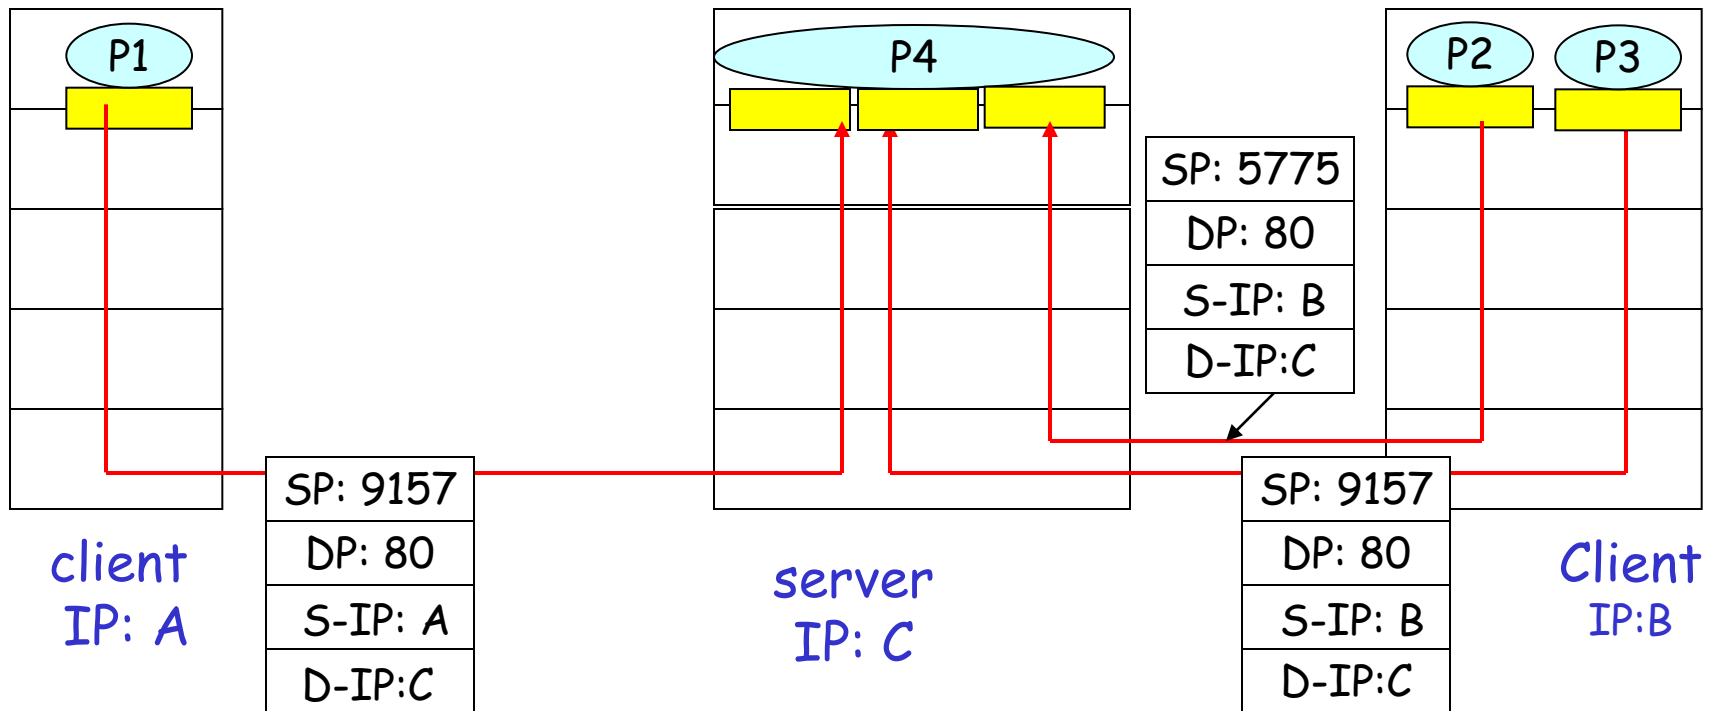 P1
P4
P2
P3
SP: 5775
DP: 80
S-IP: B
D-IP:C
SP: 9157
DP: 80
S-IP: A
D-IP:C
SP: 9157
DP: 80
S-IP: B
D-IP:C
client
IP: A
server
IP: C
Client
IP:B